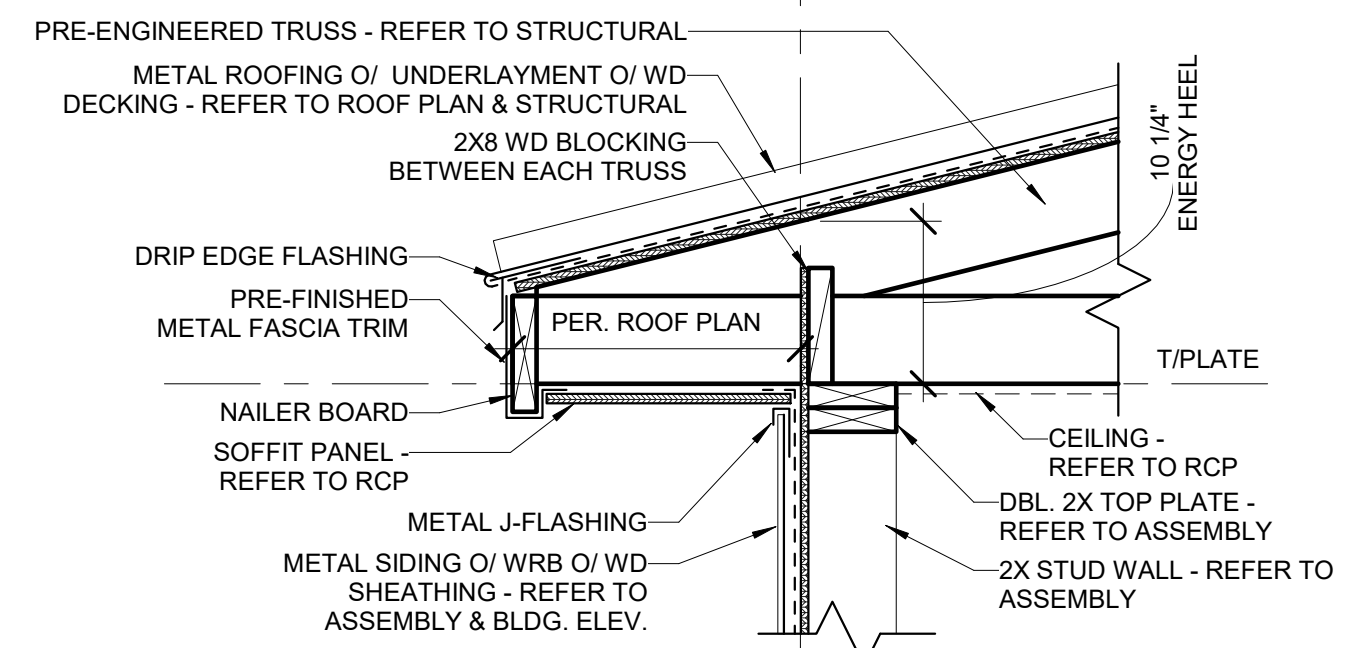 PRE-ENGINEERED TRUSS - REFER TO STRUCTURAL
METAL ROOFING O/ UNDERLAYMENT O/ WD
DECKING - REFER TO ROOF PLAN & STRUCTURAL
2X8 WD BLOCKING
BETWEEN EACH TRUSS
10 1/4"
ENERGY HEEL
DRIP EDGE FLASHING
PRE-FINISHED
METAL FASCIA TRIM
PER. ROOF PLAN
T/PLATE
NAILER BOARD
SOFFIT PANEL -
REFER TO RCP
CEILING -
REFER TO RCP
METAL J-FLASHING
DBL. 2X TOP PLATE -
REFER TO ASSEMBLY
METAL SIDING O/ WRB O/ WD
SHEATHING - REFER TO
ASSEMBLY & BLDG. ELEV.
2X STUD WALL - REFER TO
ASSEMBLY